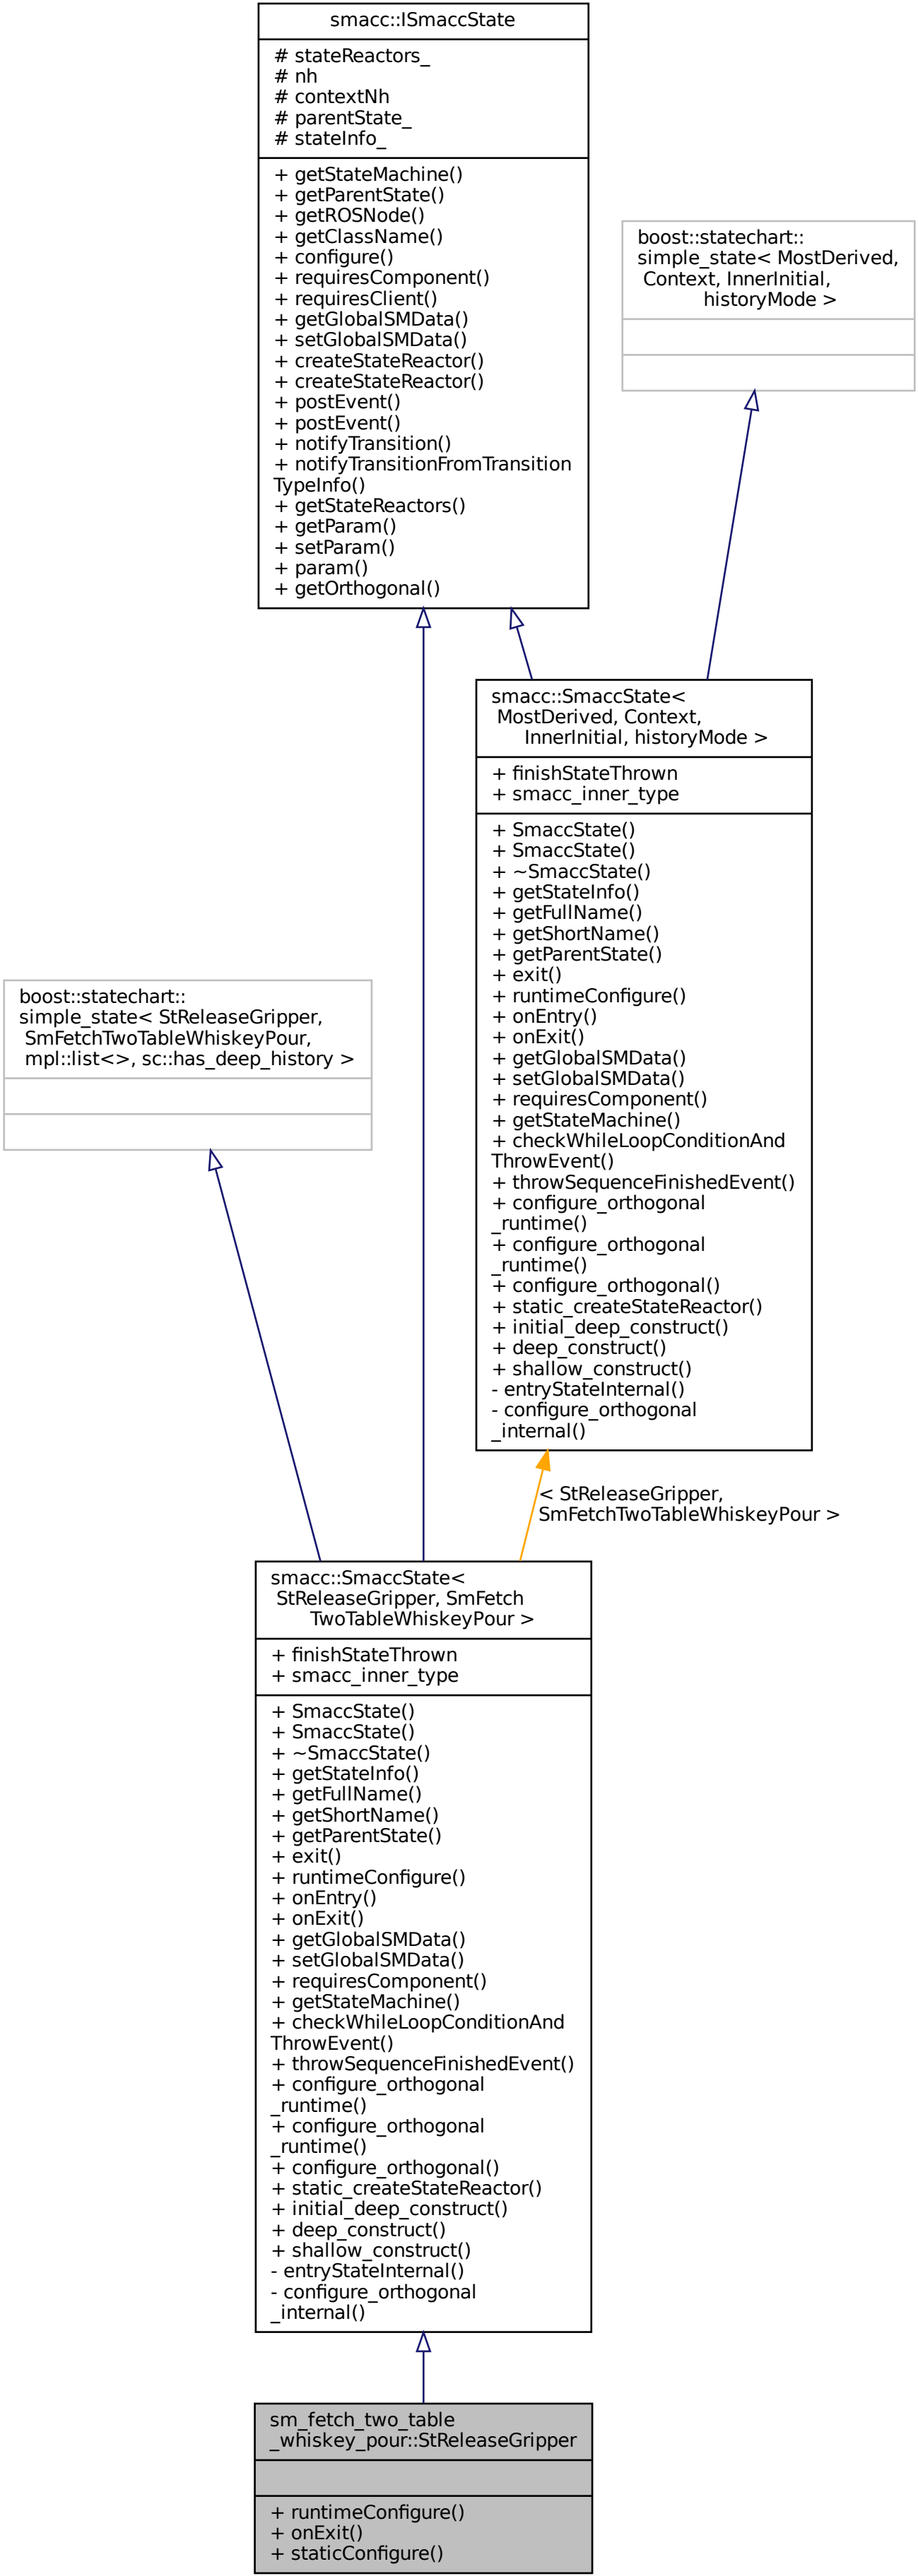 smacc::ISmaccState
# stateReactors_
# nh
# contextNh
# parentState_
# stateInfo_
+ getStateMachine()
+ getParentState()
+ getROSNode()
+ getClassName()
+ configure()
+ requiresComponent()
+ requiresClient()
+ getGlobalSMData()
+ setGlobalSMData()
+ createStateReactor()
+ createStateReactor()
+ postEvent()
+ postEvent()
+ notifyTransition()
+ notifyTransitionFromTransition
TypeInfo()
+ getStateReactors()
+ getParam()
+ setParam()
+ param()
+ getOrthogonal()
boost::statechart::
simple_state< MostDerived,
Context, InnerInitial,
historyMode >
smacc::SmaccState<
MostDerived, Context,
InnerInitial, historyMode >
+ finishStateThrown
+ smacc_inner_type
+ SmaccState()
+ SmaccState()
+ ~SmaccState()
+ getStateInfo()
+ getFullName()
+ getShortName()
+ getParentState()
+ exit()
+ runtimeConfigure()
+ onEntry()
+ onExit()
+ getGlobalSMData()
+ setGlobalSMData()
+ requiresComponent()
+ getStateMachine()
+ checkWhileLoopConditionAnd
ThrowEvent()
+ throwSequenceFinishedEvent()
+ configure_orthogonal
_runtime()
+ configure_orthogonal
_runtime()
+ configure_orthogonal()
+ static_createStateReactor()
+ initial_deep_construct()
+ deep_construct()
+ shallow_construct()
- entryStateInternal()
- configure_orthogonal
_internal()
boost::statechart::
simple_state< StReleaseGripper,
SmFetchTwoTableWhiskeyPour,
mpl::list<>, sc::has_deep_history >
< StReleaseGripper,
SmFetchTwoTableWhiskeyPour >
smacc::SmaccState<
StReleaseGripper, SmFetch
TwoTableWhiskeyPour >
+ finishStateThrown
+ smacc_inner_type
+ SmaccState()
+ SmaccState()
+ ~SmaccState()
+ getStateInfo()
+ getFullName()
+ getShortName()
+ getParentState()
+ exit()
+ runtimeConfigure()
+ onEntry()
+ onExit()
+ getGlobalSMData()
+ setGlobalSMData()
+ requiresComponent()
+ getStateMachine()
+ checkWhileLoopConditionAnd
ThrowEvent()
+ throwSequenceFinishedEvent()
+ configure_orthogonal
_runtime()
+ configure_orthogonal
_runtime()
+ configure_orthogonal()
+ static_createStateReactor()
+ initial_deep_construct()
+ deep_construct()
+ shallow_construct()
- entryStateInternal()
- configure_orthogonal
_internal()
sm_fetch_two_table
_whiskey_pour::StReleaseGripper
+ runtimeConfigure()
+ onExit()
+ staticConfigure()